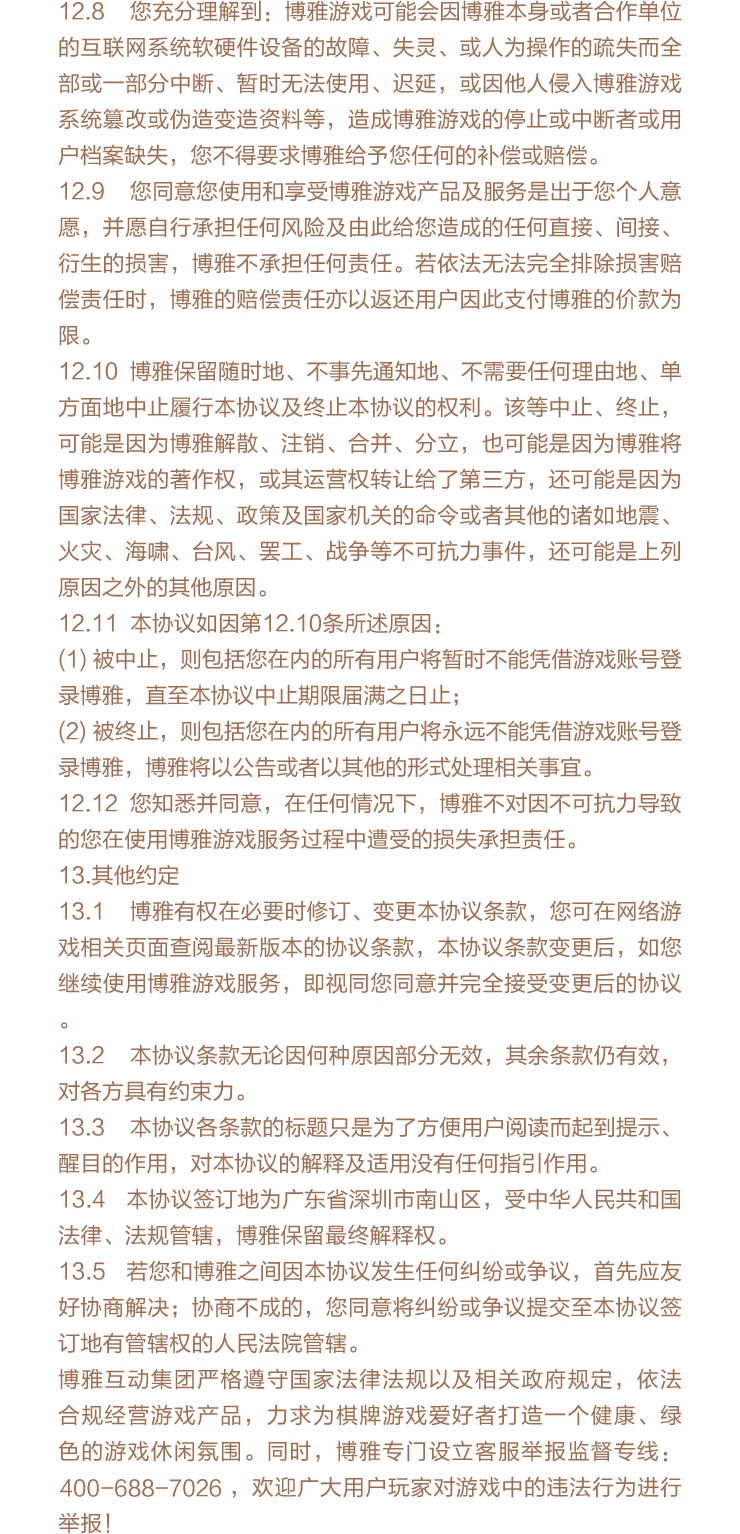 12.8　您充分理解到：博雅游戏可能会因博雅本身或者合作单位
的互联网系统软硬件设备的故障、失灵、或人为操作的疏失而全
部或一部分中断、暂时无法使用、迟延，或因他人侵入博雅游戏
系统篡改或伪造变造资料等，造成博雅游戏的停止或中断者或用
户档案缺失，您不得要求博雅给予您任何的补偿或赔偿。
12.9　您同意您使用和享受博雅游戏产品及服务是出于您个人意
愿，并愿自行承担任何风险及由此给您造成的任何直接、间接、
衍生的损害，博雅不承担任何责任。若依法无法完全排除损害赔
偿责任时，博雅的赔偿责任亦以返还用户因此支付博雅的价款为
限。
12.10 博雅保留随时地、不事先通知地、不需要任何理由地、单
方面地中止履行本协议及终止本协议的权利。该等中止、终止，
可能是因为博雅解散、注销、合并、分立，也可能是因为博雅将
博雅游戏的著作权，或其运营权转让给了第三方，还可能是因为
国家法律、法规、政策及国家机关的命令或者其他的诸如地震、
火灾、海啸、台风、罢工、战争等不可抗力事件，还可能是上列
原因之外的其他原因。
12.11 本协议如因第12.10条所述原因：
(1) 被中止，则包括您在内的所有用户将暂时不能凭借游戏账号登
录博雅，直至本协议中止期限届满之日止；
(2) 被终止，则包括您在内的所有用户将永远不能凭借游戏账号登
录博雅，博雅将以公告或者以其他的形式处理相关事宜。
12.12 您知悉并同意，在任何情况下，博雅不对因不可抗力导致
的您在使用博雅游戏服务过程中遭受的损失承担责任。
13.其他约定
13.1　博雅有权在必要时修订、变更本协议条款，您可在网络游
戏相关页面查阅最新版本的协议条款，本协议条款变更后，如您
继续使用博雅游戏服务，即视同您同意并完全接受变更后的协议
。
13.2　本协议条款无论因何种原因部分无效，其余条款仍有效，
对各方具有约束力。
13.3　本协议各条款的标题只是为了方便用户阅读而起到提示、
醒目的作用，对本协议的解释及适用没有任何指引作用。
13.4　本协议签订地为广东省深圳市南山区，受中华人民共和国
法律、法规管辖，博雅保留最终解释权。
13.5　若您和博雅之间因本协议发生任何纠纷或争议，首先应友
好协商解决；协商不成的，您同意将纠纷或争议提交至本协议签
订地有管辖权的人民法院管辖。
博雅互动集团严格遵守国家法律法规以及相关政府规定，依法
合规经营游戏产品，力求为棋牌游戏爱好者打造一个健康、绿
色的游戏休闲氛围。同时，博雅专门设立客服举报监督专线：
400-688-7026 ，欢迎广大用户玩家对游戏中的违法行为进行
举报！